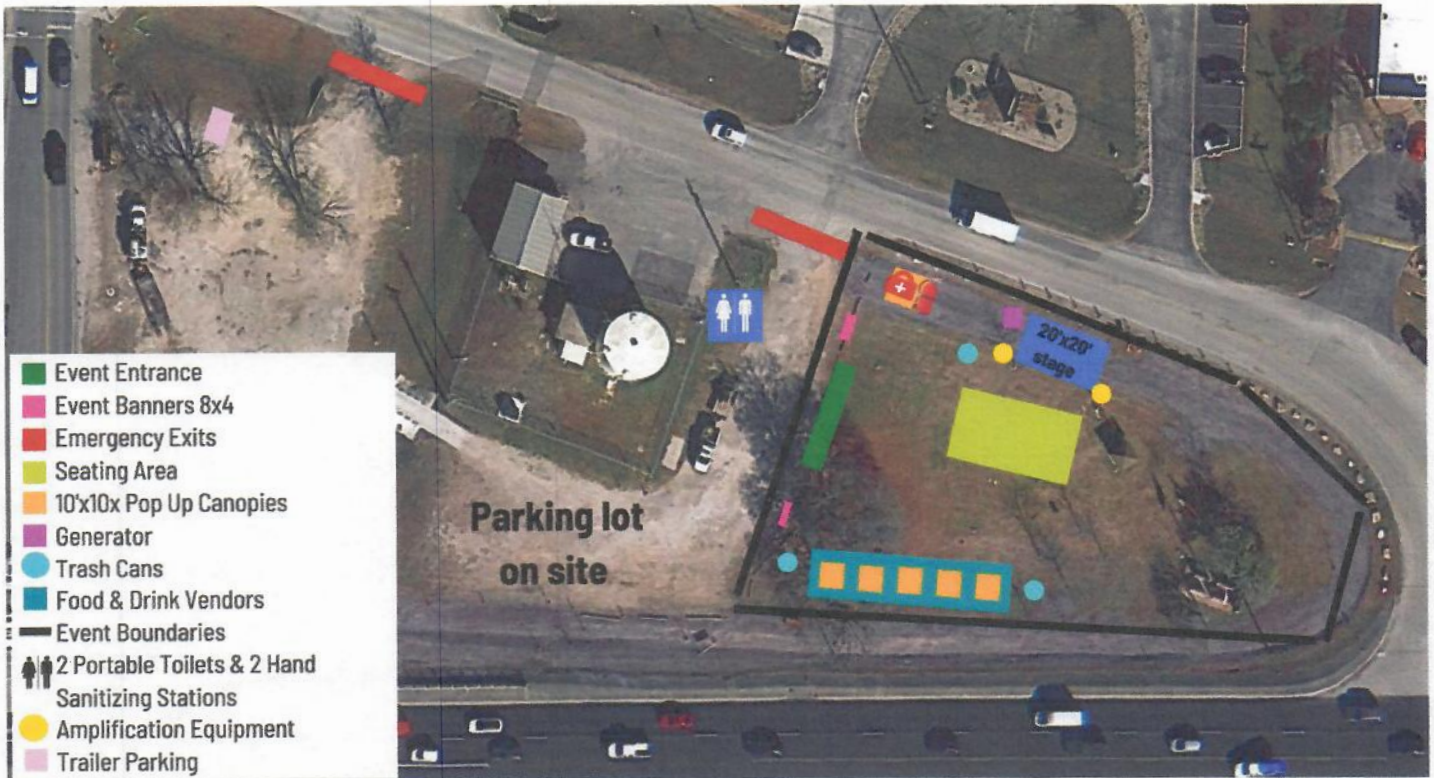 20'x20'
stage
Event Entrance
Event Banners 8x4
Emergency Exits
Seating Area
10'x10x Pop Up Canopies
Generator
Trash Cans
Food & Drink Vendors
Event Boundaries
2 Portable Toilets & 2 Hand
Sanitizing Stations
Amplification Equipment
Trailer Parking
Parking lot
on site